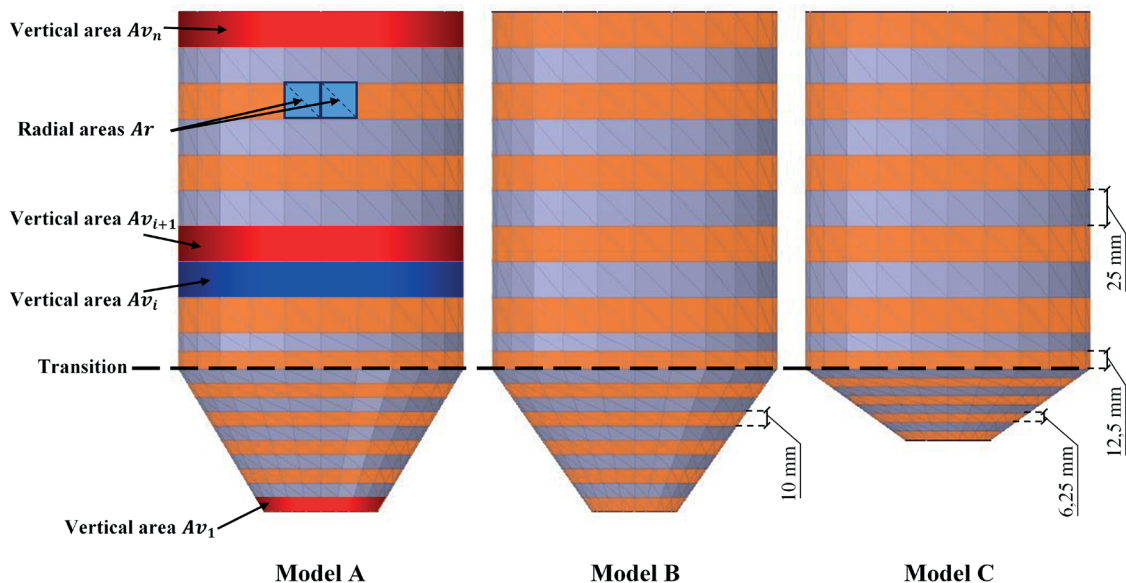 Vertical area Avₙ
Radial areas Ar
Vertical area Avᵢ₊₁
Vertical area Avᵢ
Transition
Vertical area Av₁
25 mm
12,5 mm
10 mm
6,25 mm
Model A
Model B
Model C